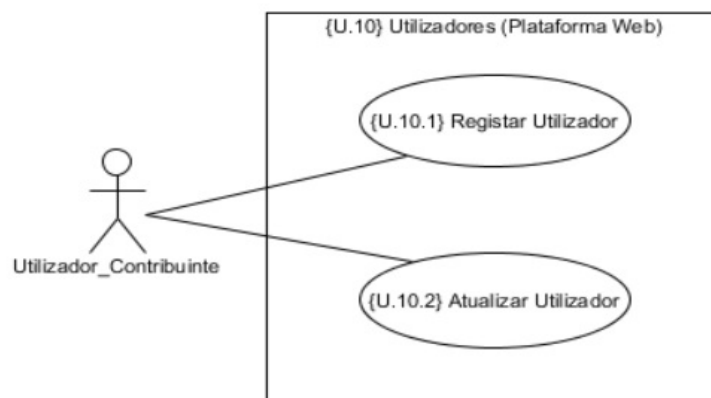 {U.10} Utilizadores (Plataforma Web)
{U.10.1} Registar Utilizador
Utilizador_Contribuinte
{U.10.2} Atualizar Utilizador